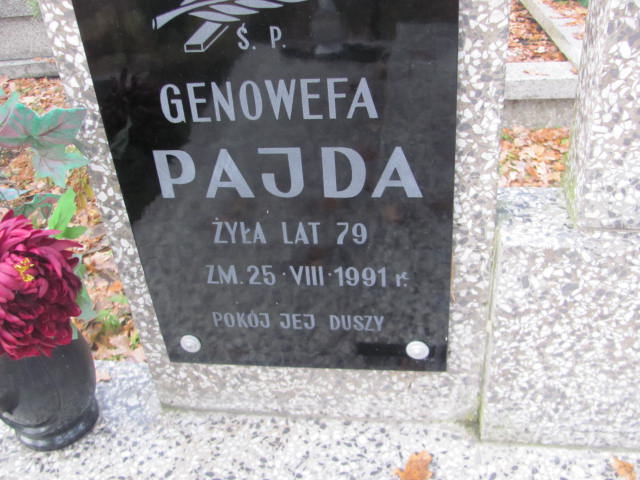 Ś. P.
GENOWEFA
PAJDA
ŻYŁA LAT 79
ZM. 25 · VIII · 1991 r.
POKÓJ JEJ DUSZY